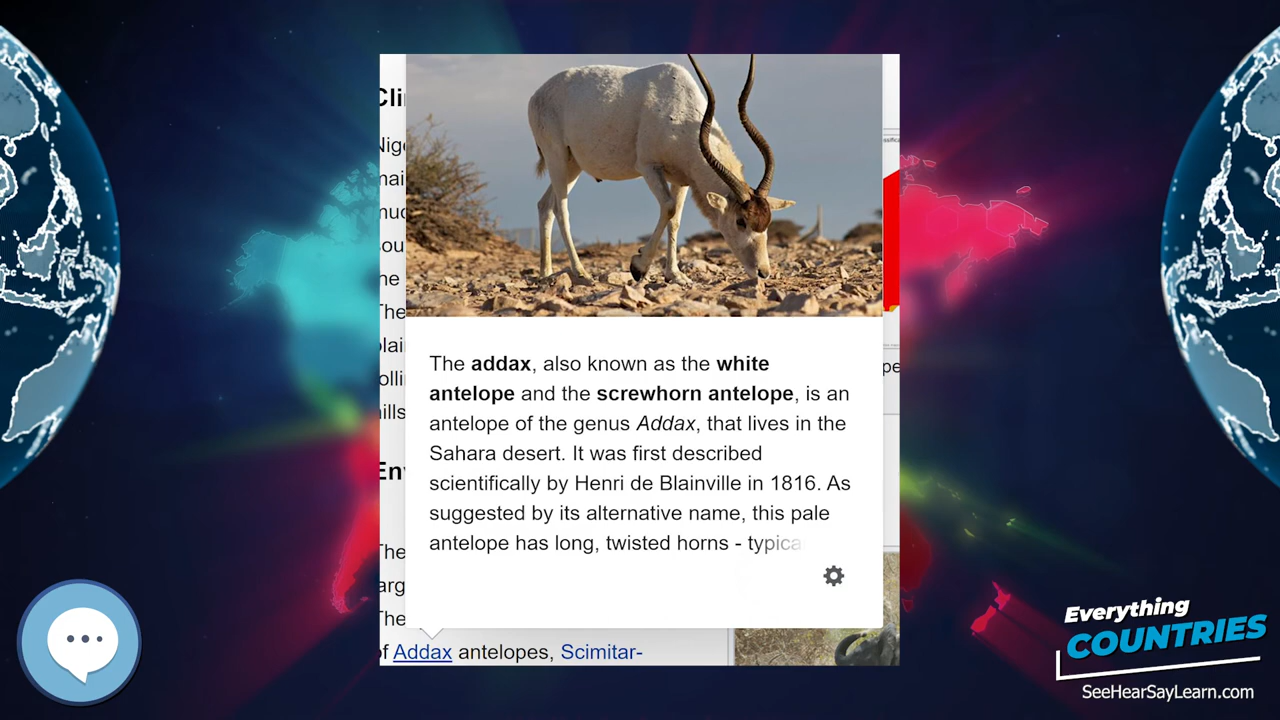 The addax, also known as the white
antelope and the screwhorn antelope, is an
antelope of the genus Addax, that lives in the
Sahara desert. It was first described
scientifically by Henri de Blainville in 1816. As
suggested by its alternative name, this pale
antelope has long, twisted horns - typica
The
The
of Addax antelopes, Scimitar-
Everything
COUNTRIES
SeeHearSayLearn.com